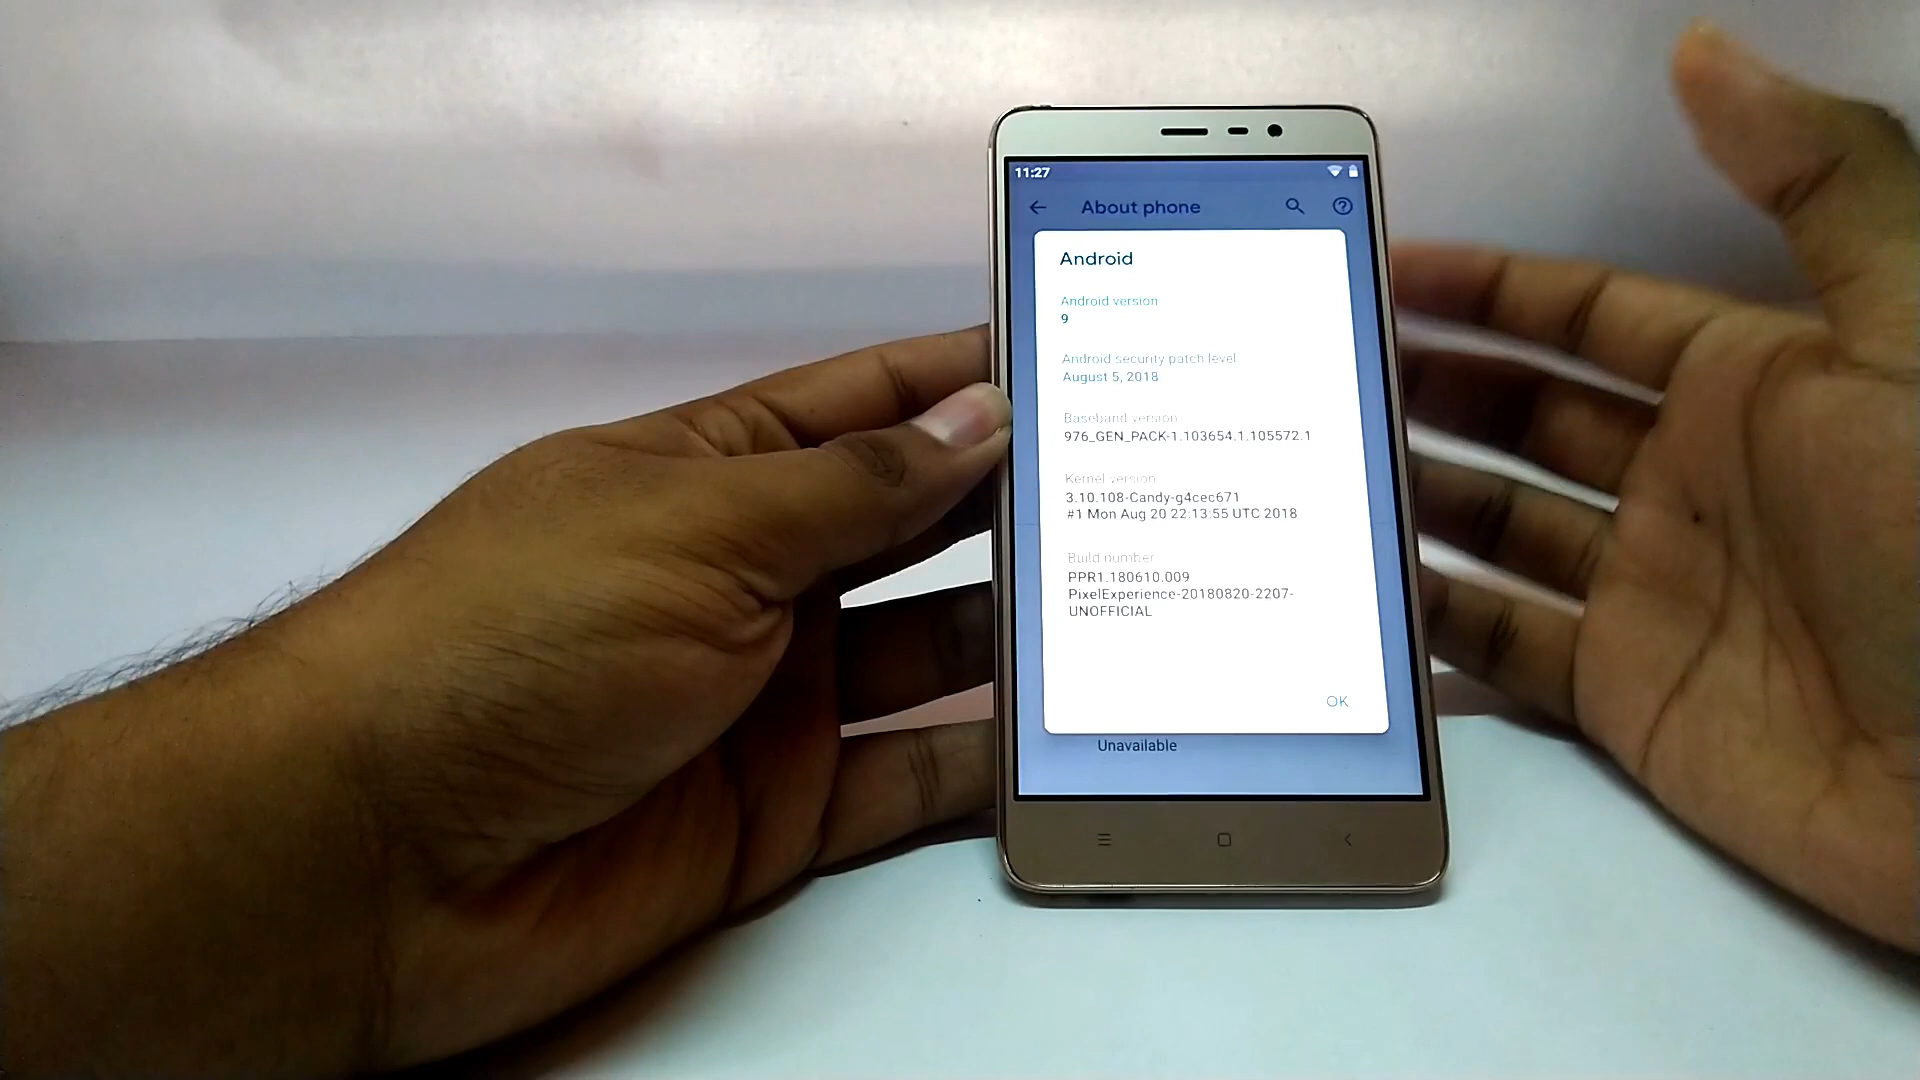 11:27
About phone
Android
Android version
9
Android security patch level
August 5, 2018
Baseband version
976_GEN_PACK-1.103654.1.105572.1
Kernel version
3.10.108-Candy-g4cec671
#1 Mon Aug 20 22:13:55 UTC 2018
Build number
PPR1.180610.009
PixelExperience-20180820-2207-
UNOFFICIAL
OK
Unavailable